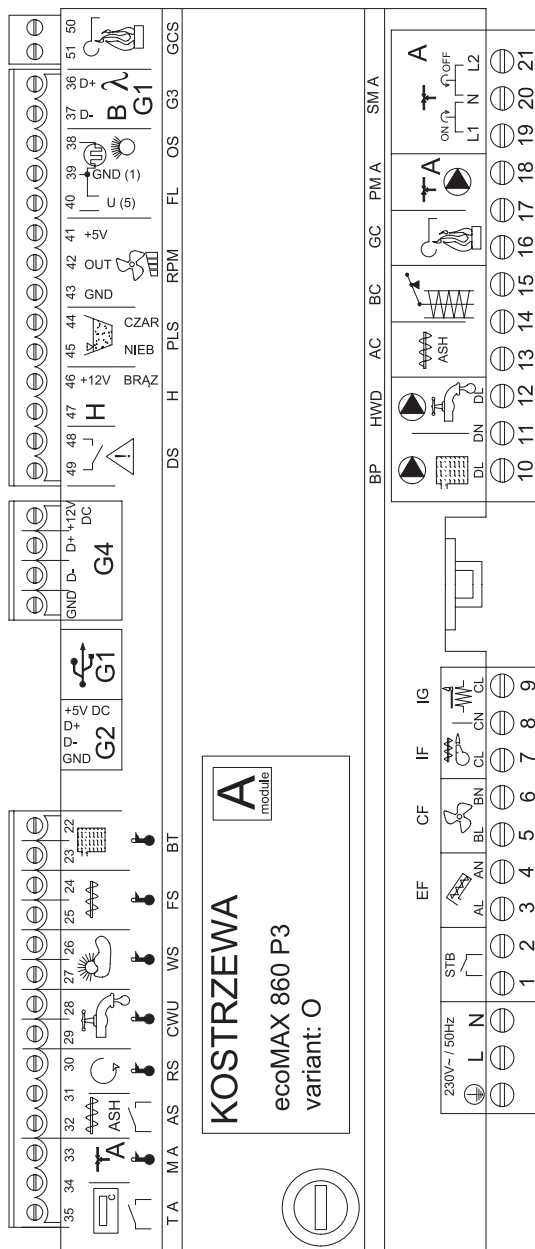 50
51
GCS
36 D+
37 D-
B λ
G1
G3
38
39
GND (1)
OS
40
U (5)
FL
41 +5V
42 OUT
43 GND
RPM
44 CZAR
45 NIEB
PLS
46 +12V BRĄZ
47 H
H
48
49
DS
+12V
DC
D+
D-
GND
G4
G1
+5V DC
D+
D-
GND
G2
22
23
BT
24
25
FS
26
27
WS
28
29
CWU
30
RS
31
32
ASH
AS
33
A
M A
34
35
C
T A
KOSTRZEWA
ecoMAX 860 P3
variant: O
A
module
SM A
A
ON OFF
L1 N L2
21
20
19
PM A
A
18
17
GC
16
BC
15
14
AC
ASH
13
HWD
DL
12
DN
11
BP
DL
10
IG
CL
9
CN
8
IF
CL
7
CF
BN
6
BL
5
EF
AN
4
AL
3
STB
2
1
230V~ / 50Hz
L N